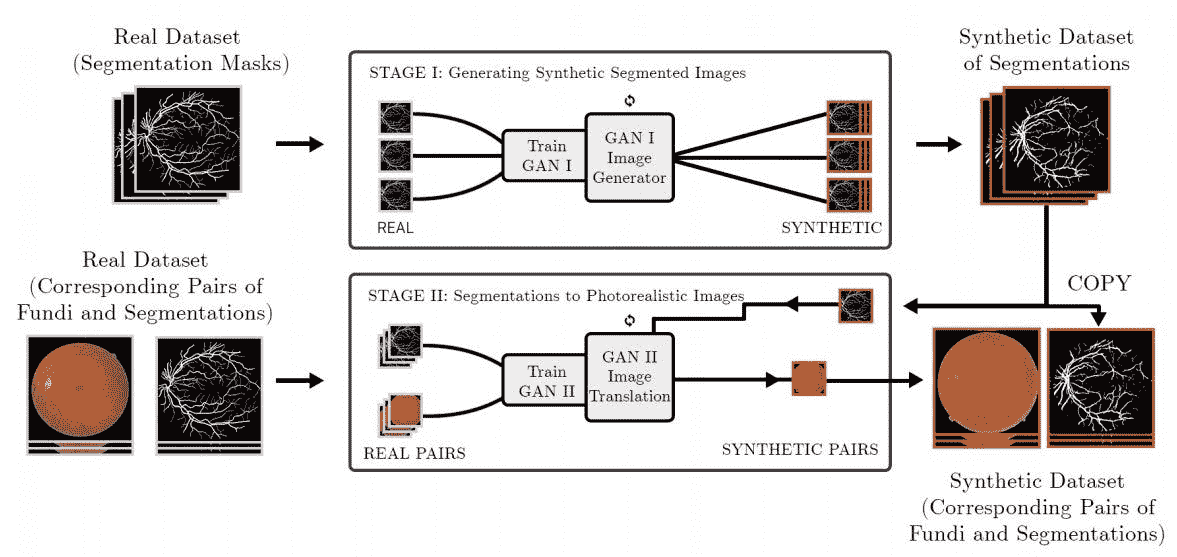 Real Dataset
(Segmentation Masks)
STAGE I: Generating Synthetic Segmented Images
Train
GAN I
GAN I
Image
Generator
REAL
SYNTHETIC
Synthetic Dataset
of Segmentations
Real Dataset
(Corresponding Pairs of
Fundi and Segmentations)
STAGE II: Segmentations to Photorealistic Images
Train
GAN II
GAN II
Image
Translation
REAL PAIRS
SYNTHETIC PAIRS
COPY
Synthetic Dataset
(Corresponding Pairs of
Fundi and Segmentations)